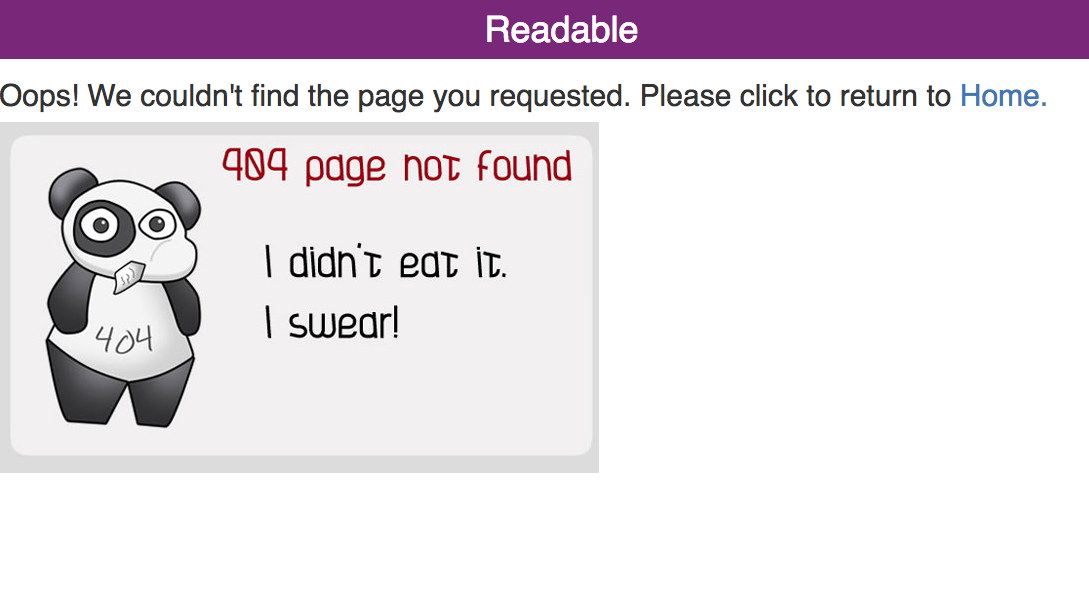 Readable
Oops! We couldn't find the page you requested. Please click to return to Home.
404 page not found
I didn't eat it.
I swear!
404